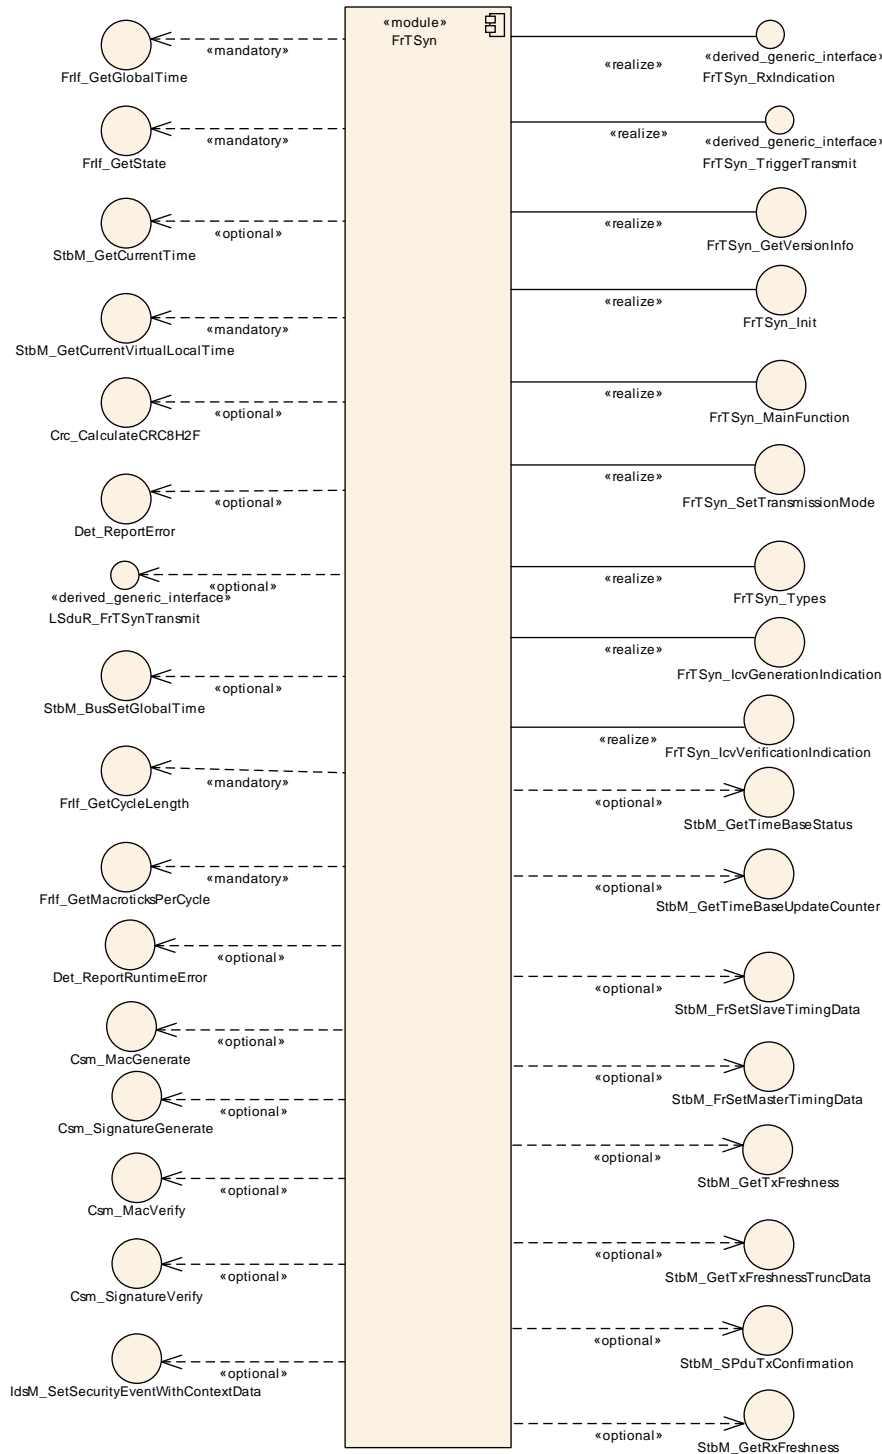 «module»
FrTSyn
«mandatory»
FrIf_GetGlobalTime
«mandatory»
FrIf_GetState
«optional»
StbM_GetCurrentTime
«mandatory»
StbM_GetCurrentVirtualLocalTime
«optional»
Crc_CalculateCRC8H2F
«optional»
Det_ReportError
«optional»
«derived_generic_interface»
LSduR_FrTSynTransmit
«optional»
StbM_BusSetGlobalTime
«mandatory»
FrIf_GetCycleLength
«mandatory»
FrIf_GetMacroticksPerCycle
«optional»
Det_ReportRuntimeError
«optional»
Csm_MacGenerate
«optional»
Csm_SignatureGenerate
«optional»
Csm_MacVerify
«optional»
Csm_SignatureVerify
«optional»
IdsM_SetSecurityEventWithContextData
«realize»
«derived_generic_interface»
FrTSyn_RxIndication
«realize»
«derived_generic_interface»
FrTSyn_TriggerTransmit
«realize»
FrTSyn_GetVersionInfo
«realize»
FrTSyn_Init
«realize»
FrTSyn_MainFunction
«realize»
FrTSyn_SetTransmissionMode
«realize»
FrTSyn_Types
«realize»
FrTSyn_IcvGenerationIndication
«realize»
FrTSyn_IcvVerificationIndication
«optional»
StbM_GetTimeBaseStatus
«optional»
StbM_GetTimeBaseUpdateCounter
«optional»
StbM_FrSetSlaveTimingData
«optional»
StbM_FrSetMasterTimingData
«optional»
StbM_GetTxFreshness
«optional»
StbM_GetTxFreshnessTruncData
«optional»
StbM_SPduTxConfirmation
«optional»
StbM_GetRxFreshness